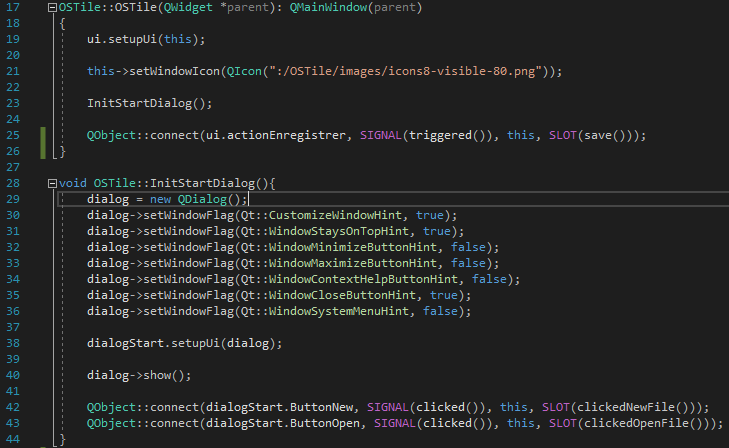 17 OSTile::OSTile(QWidget *parent): QMainWindow(parent)
18 {
19 ui.setupUi(this);
20
21 this->setWindowIcon(QIcon(":/OSTile/images/icons8-visible-80.png"));
22
23 InitStartDialog();
24
25 QObject::connect(ui.actionEnregistrer, SIGNAL(triggered()), this, SLOT(save()));
26 }
27
28 void OSTile::InitStartDialog(){
29 dialog = new QDialog();
30 dialog->setWindowFlag(Qt::CustomizeWindowHint, true);
31 dialog->setWindowFlag(Qt::WindowStaysOnTopHint, true);
32 dialog->setWindowFlag(Qt::WindowMinimizeButtonHint, false);
33 dialog->setWindowFlag(Qt::WindowMaximizeButtonHint, false);
34 dialog->setWindowFlag(Qt::WindowContextHelpButtonHint, false);
35 dialog->setWindowFlag(Qt::WindowCloseButtonHint, true);
36 dialog->setWindowFlag(Qt::WindowSystemMenuHint, false);
37
38 dialogStart.setupUi(dialog);
39
40 dialog->show();
41
42 QObject::connect(dialogStart.ButtonNew, SIGNAL(clicked()), this, SLOT(clickedNewFile()));
43 QObject::connect(dialogStart.ButtonOpen, SIGNAL(clicked()), this, SLOT(clickedOpenFile()));
44 }